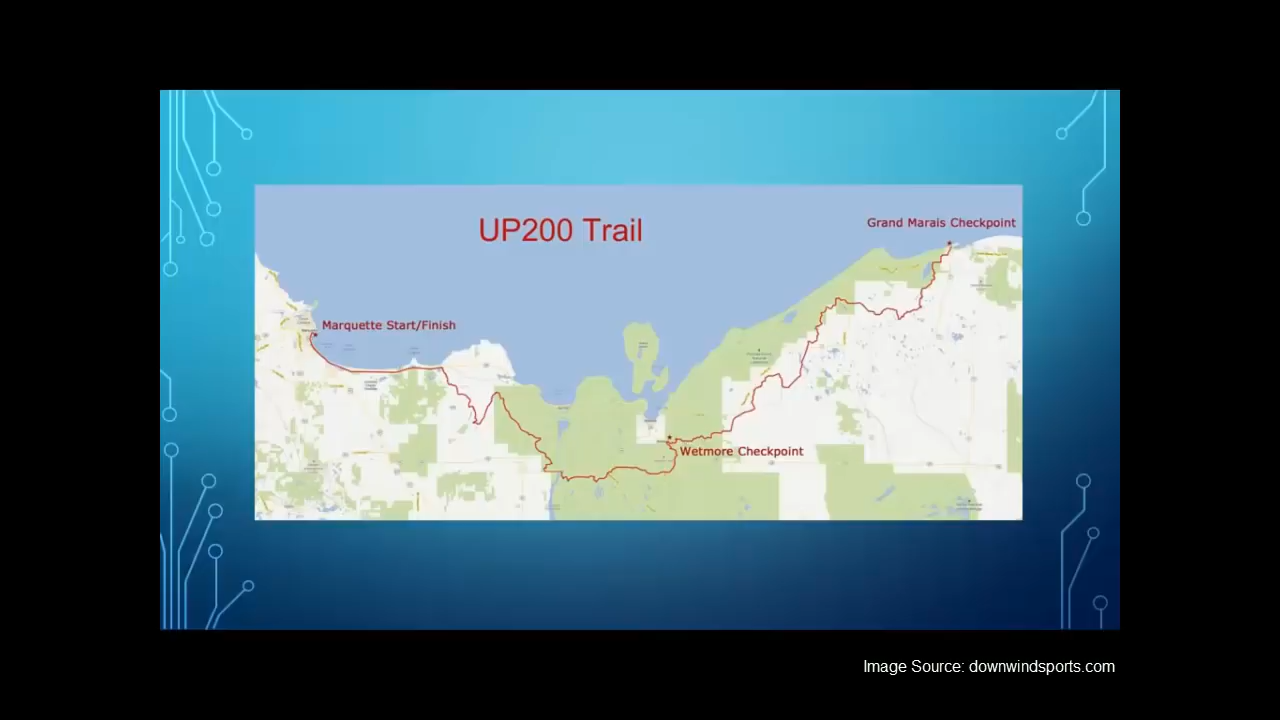 UP200 Trail
Grand Marais Checkpoint
Marquette Start/Finish
Wetmore Checkpoint
Image Source: downwindsports.com